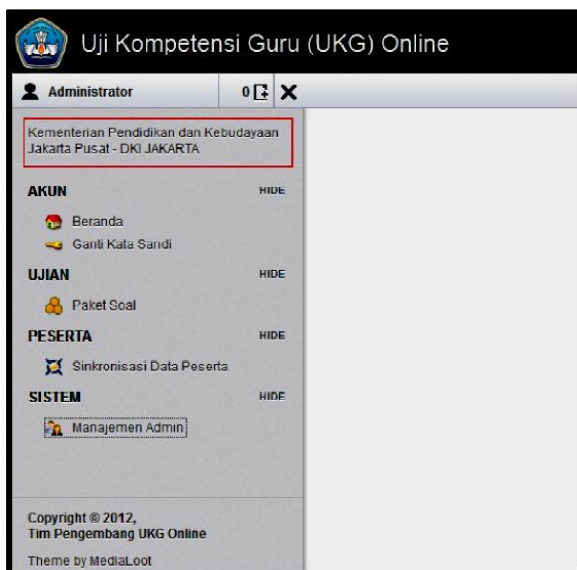 Uji Kompetensi Guru (UKG) Online
Administrator 0
Kementerian Pendidikan dan Kebudayaan
Jakarta Pusat - DKI JAKARTA
AKUN HIDE
Beranda
Ganti Kata Sandi
UJIAN HIDE
Paket Soal
PESERTA HIDE
Sinkronisasi Data Peserta
SISTEM HIDE
Manajemen Admin
Copyright © 2012,
Tim Pengembang UKG Online
Theme by MediaLoot